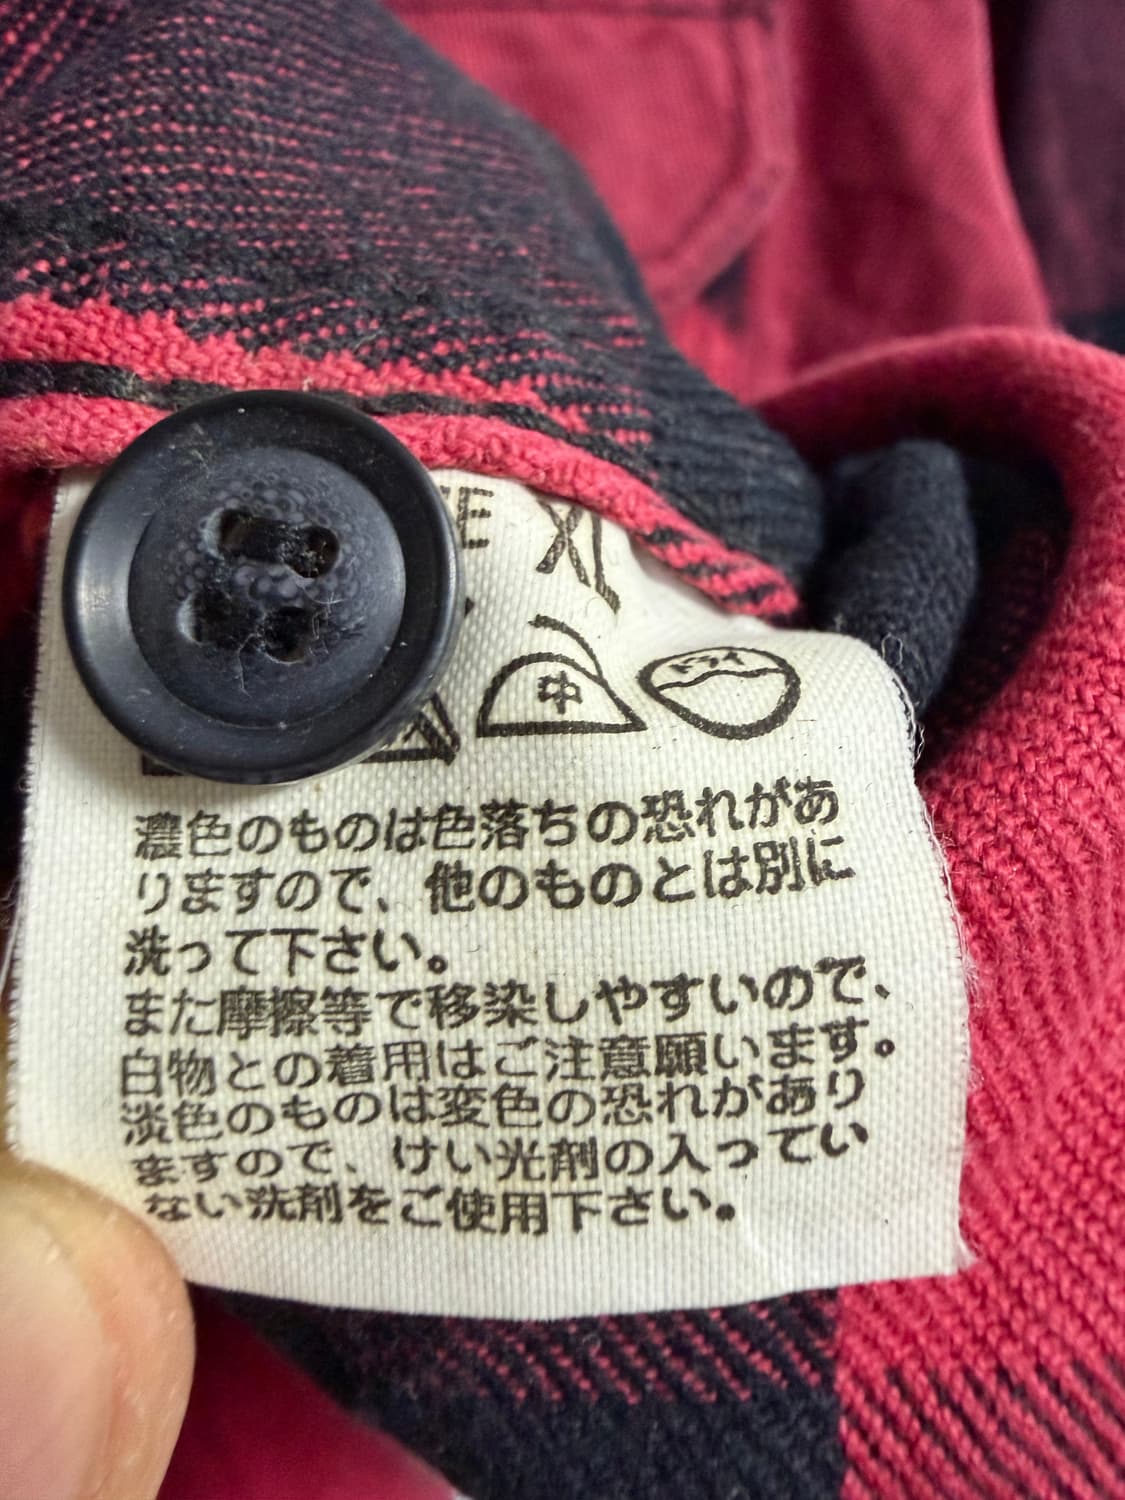 XL
中
ドライ
濃色のものは色落ちの恐れがあ
りますので、他のものとは別に
洗って下さい。
また摩擦等で移染しやすいので、
白物との着用はご注意願います。
淡色のものは変色の恐れがあり
ますので、けい光剤の入ってい
ない洗剤をご使用下さい。